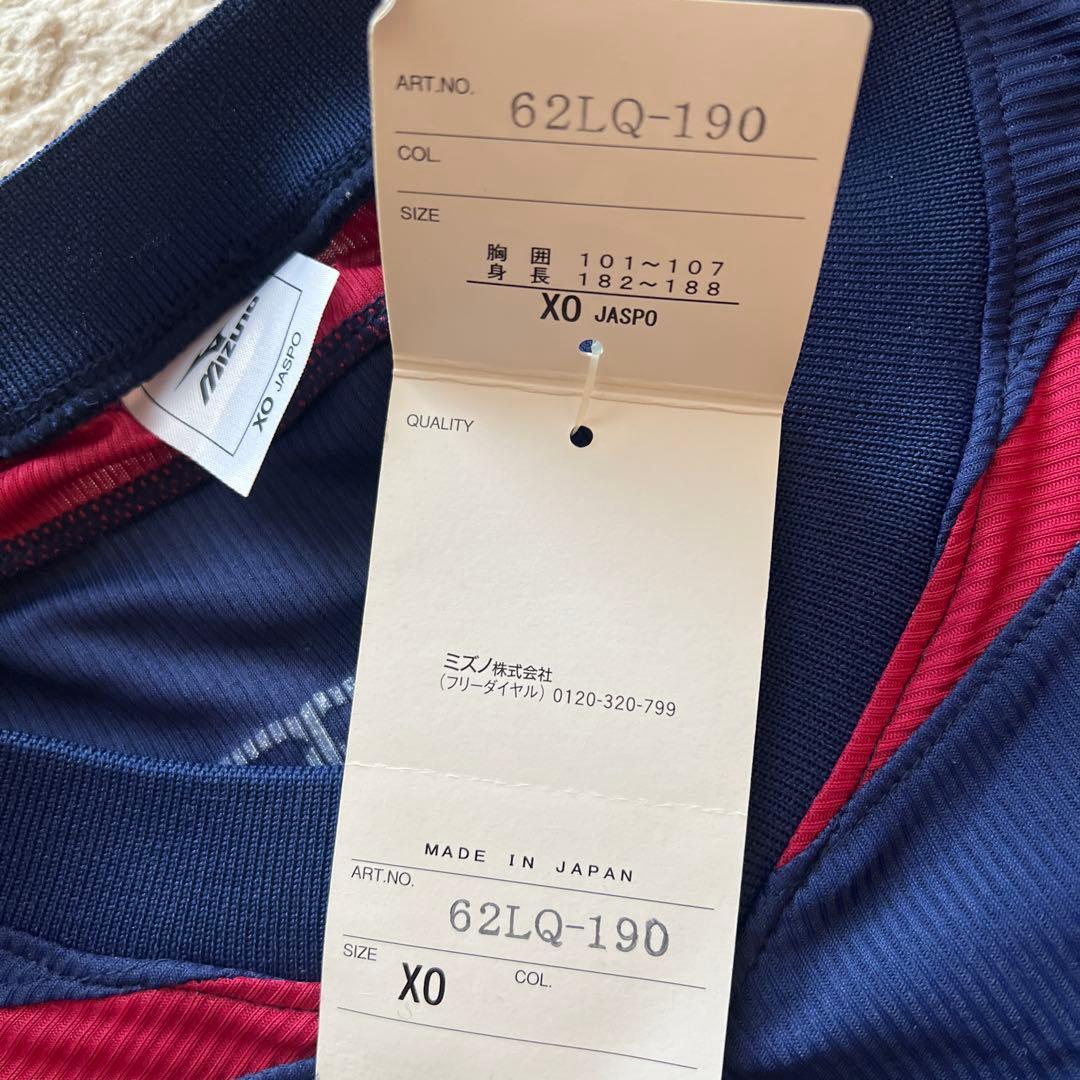 ART.NO.
62LQ-190
COL.
SIZE
胸 囲 101～107
身 長 182～188
XO JASPO
QUALITY
ミズノ株式会社
(フリーダイヤル) 0120-320-799
MADE IN JAPAN
ART.NO.
62LQ-190
SIZE
XO
COL.
MIZUNO
XO JASPO